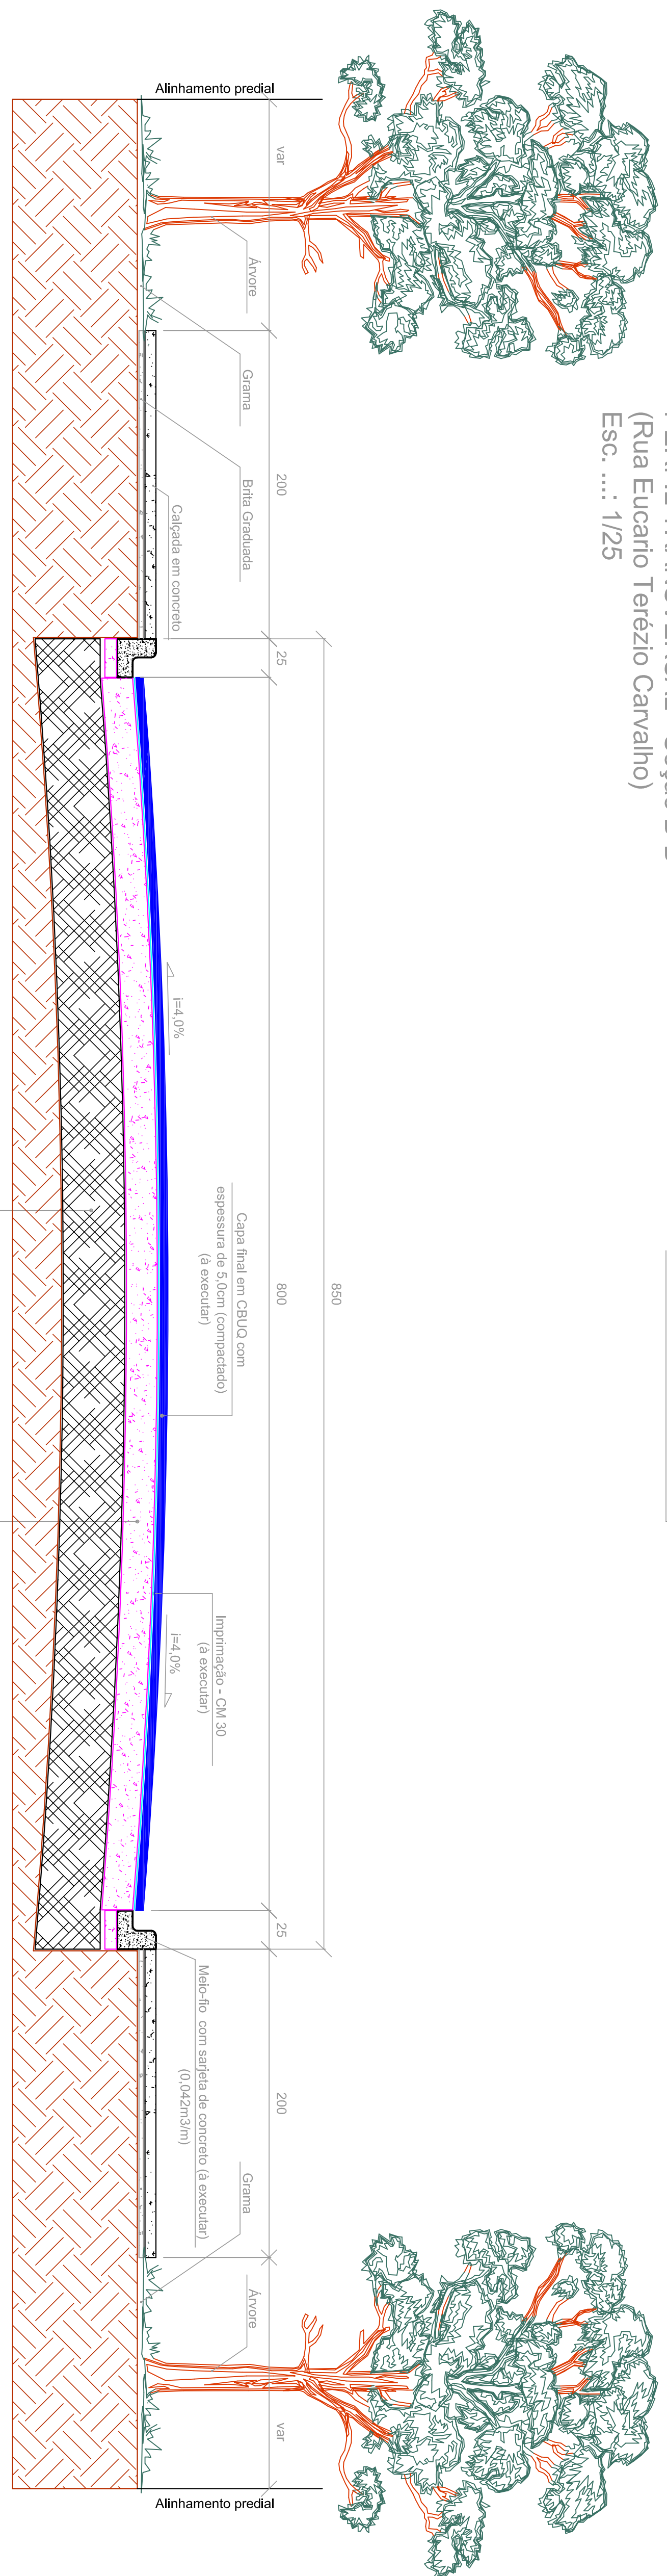 (Rua Eucario Terézio Carvalho)
Esc. ...: 1/25
Alinhamento predial
var
Árvore
Grama
200
Brita Graduada
Calçada em concreto
25
i=4,0%
850
800
Capa final em CBUQ com
espessura de 5,0cm (compactado)
(à executar)
Imprimação - CM 30
(à executar)
i=4,0%
25
Meio-fio com sarjeta de concreto (à executar)
(0,042m3/m)
200
Grama
Árvore
var
Alinhamento predial